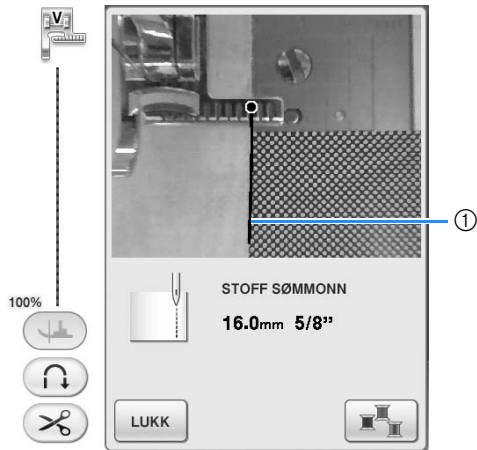 V
①
100%
STOFF SØMMONN
16.0mm 5/8"
LUKK